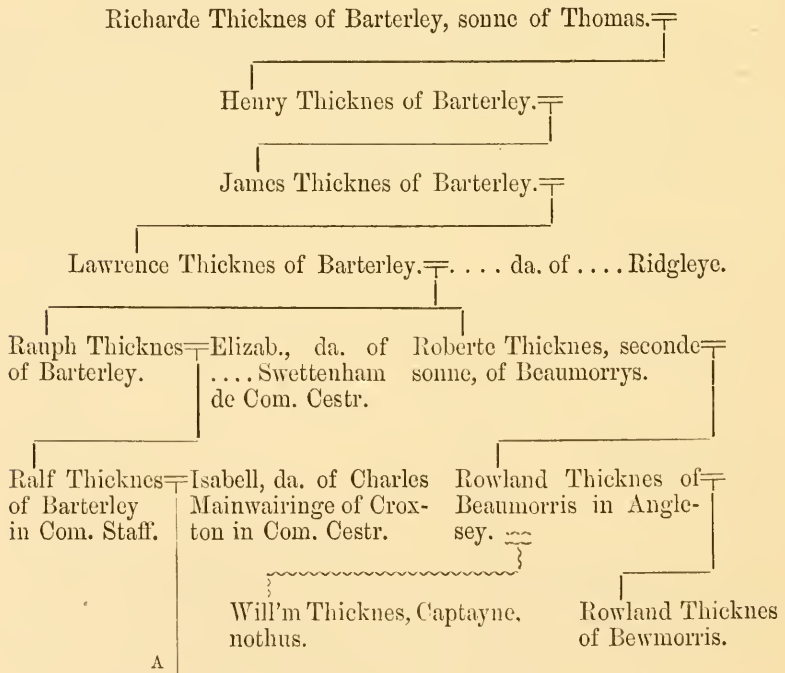 Richarde Thicknes of Barterley, sonne of Thomas.
Henry Thicknes of Barterley.
James Thicknes of Barterley.
Lawrence Thicknes of Barterley. . . . . da. of . . . . Ridgleye.
Rauph Thicknes
of Barterley.
Elizab., da. of
. . . . Swettenham
de Com. Cestr.
Roberte Thicknes, seconde
sonne, of Beaumorrys.
Ralf Thicknes
of Barterley
in Com. Staff.
Isabell, da. of Charles
Mainwairinge of Crox-
ton in Com. Cestr.
Rowland Thicknes of
Beaumorris in Angle-
sey.
Will'm Thicknes, Captayne,
nothus.
Rowland Thicknes
of Bewmorris.
A